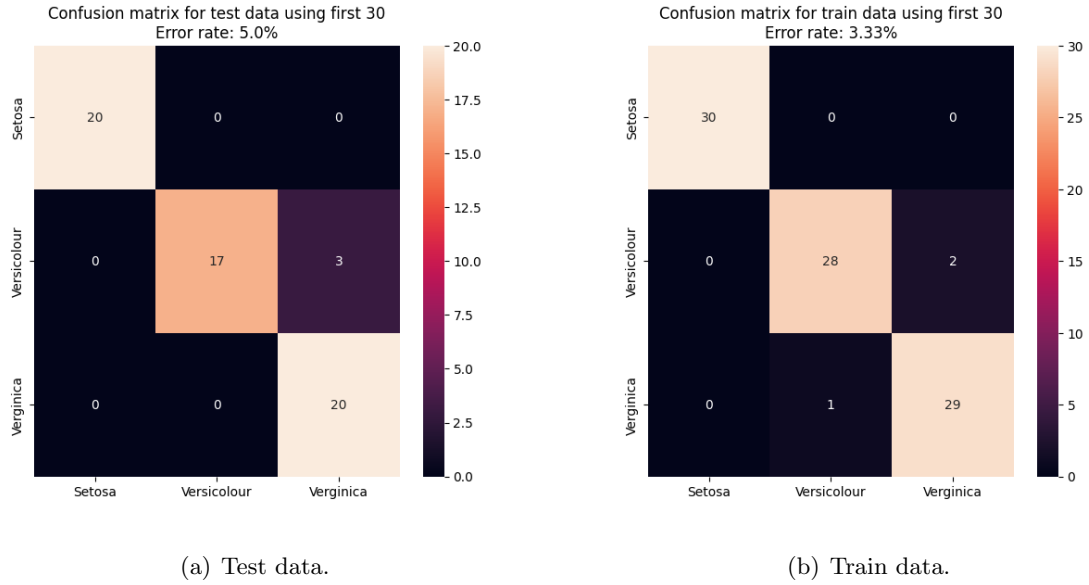 Confusion matrix for test data using first 30
Error rate: 5.0%
Setosa
Versicolour
Verginica
20 0 0
0 17 3
0 0 20
Setosa Versicolour Verginica
20.0
17.5
15.0
12.5
10.0
7.5
5.0
2.5
0.0
(a) Test data.
Confusion matrix for train data using first 30
Error rate: 3.33%
Setosa
Versicolour
Verginica
30 0 0
0 28 2
0 1 29
Setosa Versicolour Verginica
30
25
20
15
10
5
0
(b) Train data.